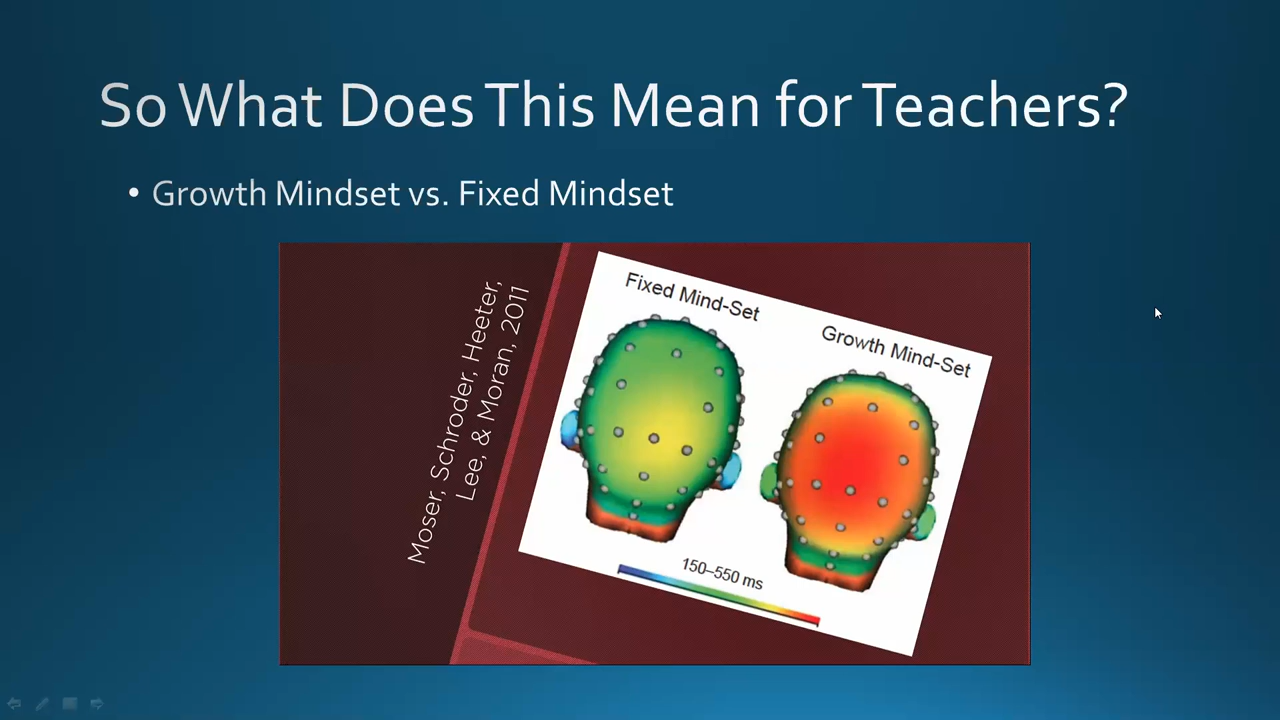 So What Does This Mean for Teachers?
• Growth Mindset vs. Fixed Mindset
Moser, Schroder, Heeter,
Lee, & Moran, 2011
Fixed Mind-Set
Growth Mind-Set
150–550 ms